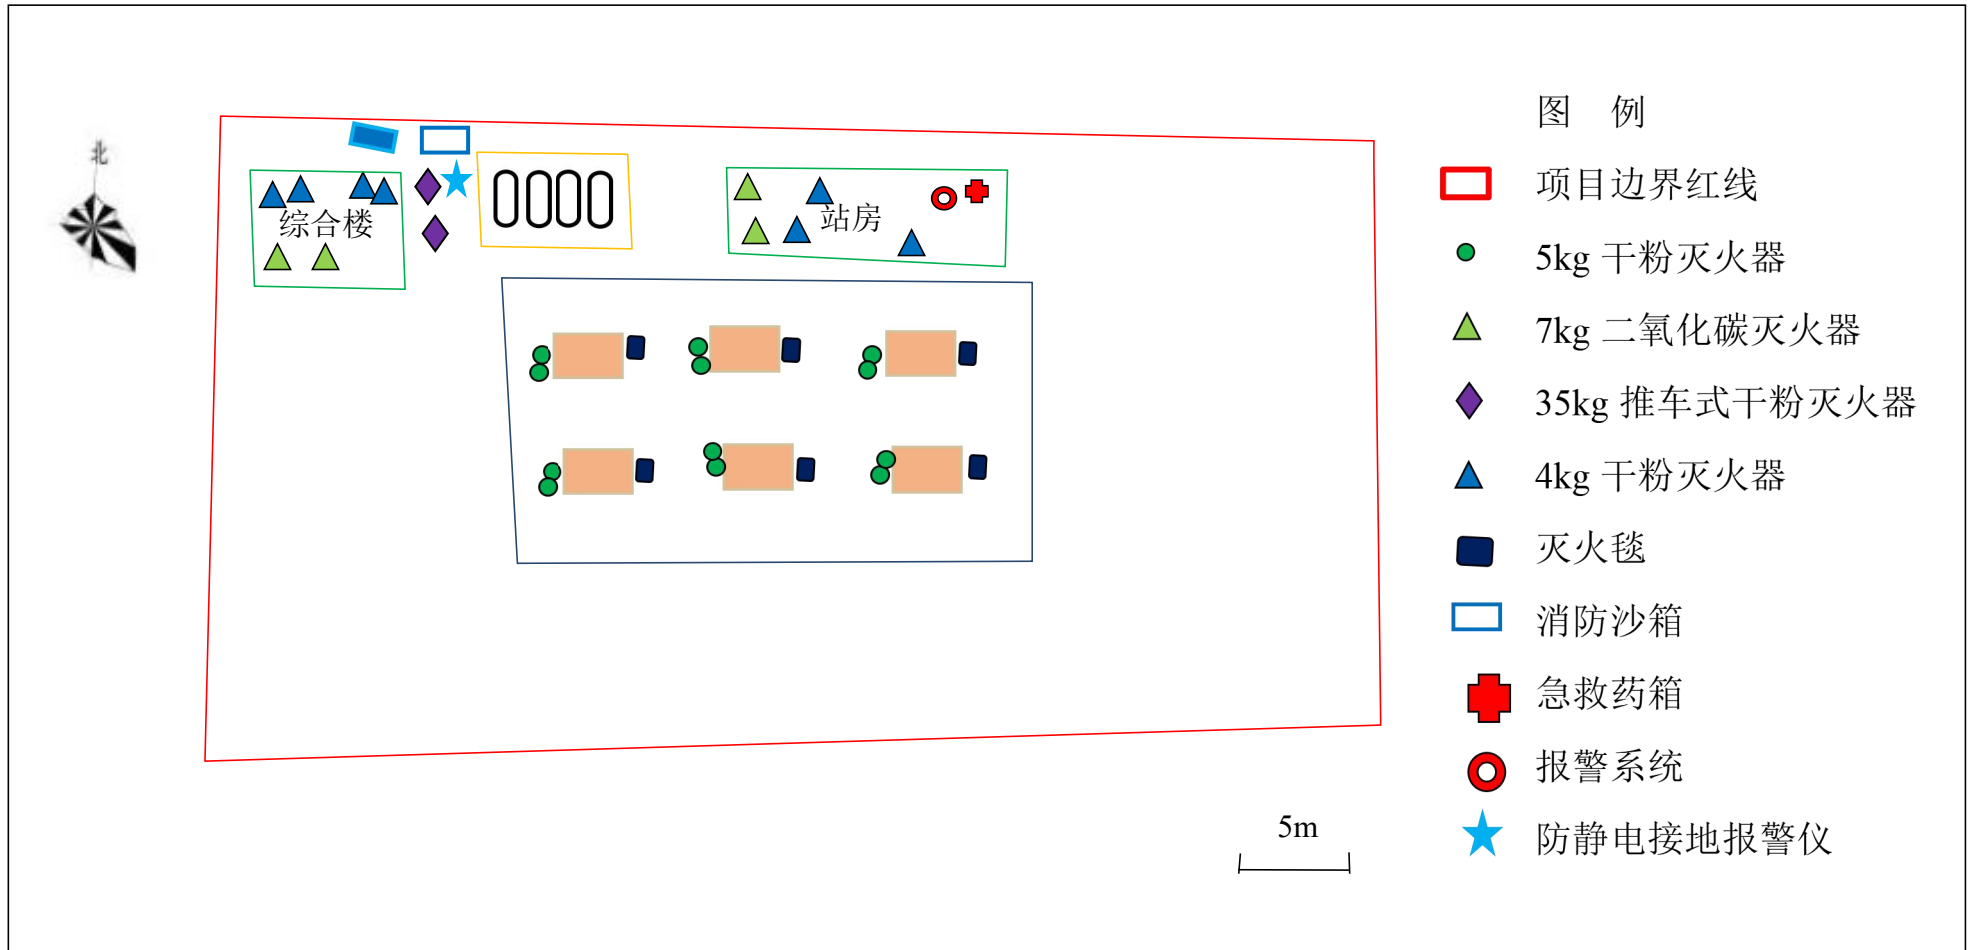 北
综合楼
站房
5m
图 例
项目边界红线
5kg 干粉灭火器
7kg 二氧化碳灭火器
35kg 推车式干粉灭火器
4kg 干粉灭火器
灭火毯
消防沙箱
急救药箱
报警系统
防静电接地报警仪